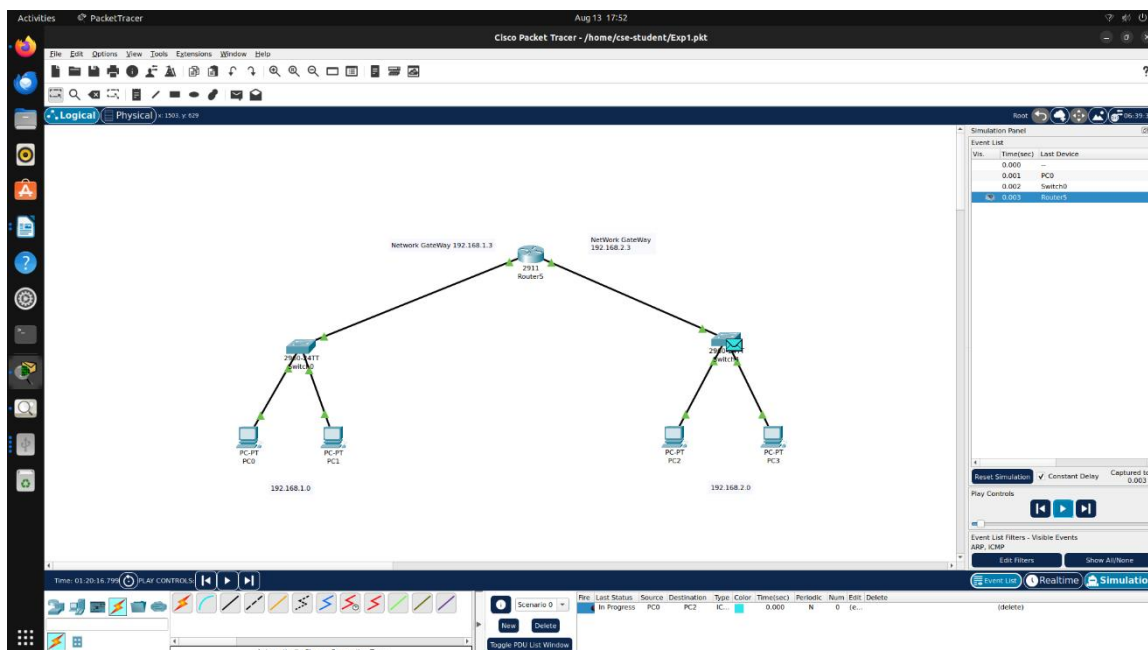 Activities PacketTracer Aug 13 17:52
Cisco Packet Tracer - /home/cse-student/Exp1.pkt
File Edit Options View Tools Extensions Window Help
Logical Physical x: 1503, y: 629 Root
Simulation Panel
Event List
Vis. Time(sec) Last Device
0.000 --
0.001 PC0
0.002 Switch0
0.003 Router5
Network GateWay 192.168.1.3
NetWork GateWay
192.168.2.3
2911
Router5
Switch0
PC-PT
PC0
PC-PT
PC1
PC-PT
PC2
PC-PT
PC3
192.168.1.0
192.168.2.0
Reset Simulation Constant Delay Captured to
0.003
Play Controls
Event List Filters - Visible Events
ARP, ICMP
Edit Filters Show All/None
Time: 01:20:16.799 PLAY CONTROLS: Event List Realtime Simulation
Scenario 0
New Delete
Toggle PDU List Window
Fire Last Status Source Destination Type Color Time(sec) Periodic Num Edit Delete
In Progress PC0 PC2 IC... 0.000 N 0 (e... (delete)